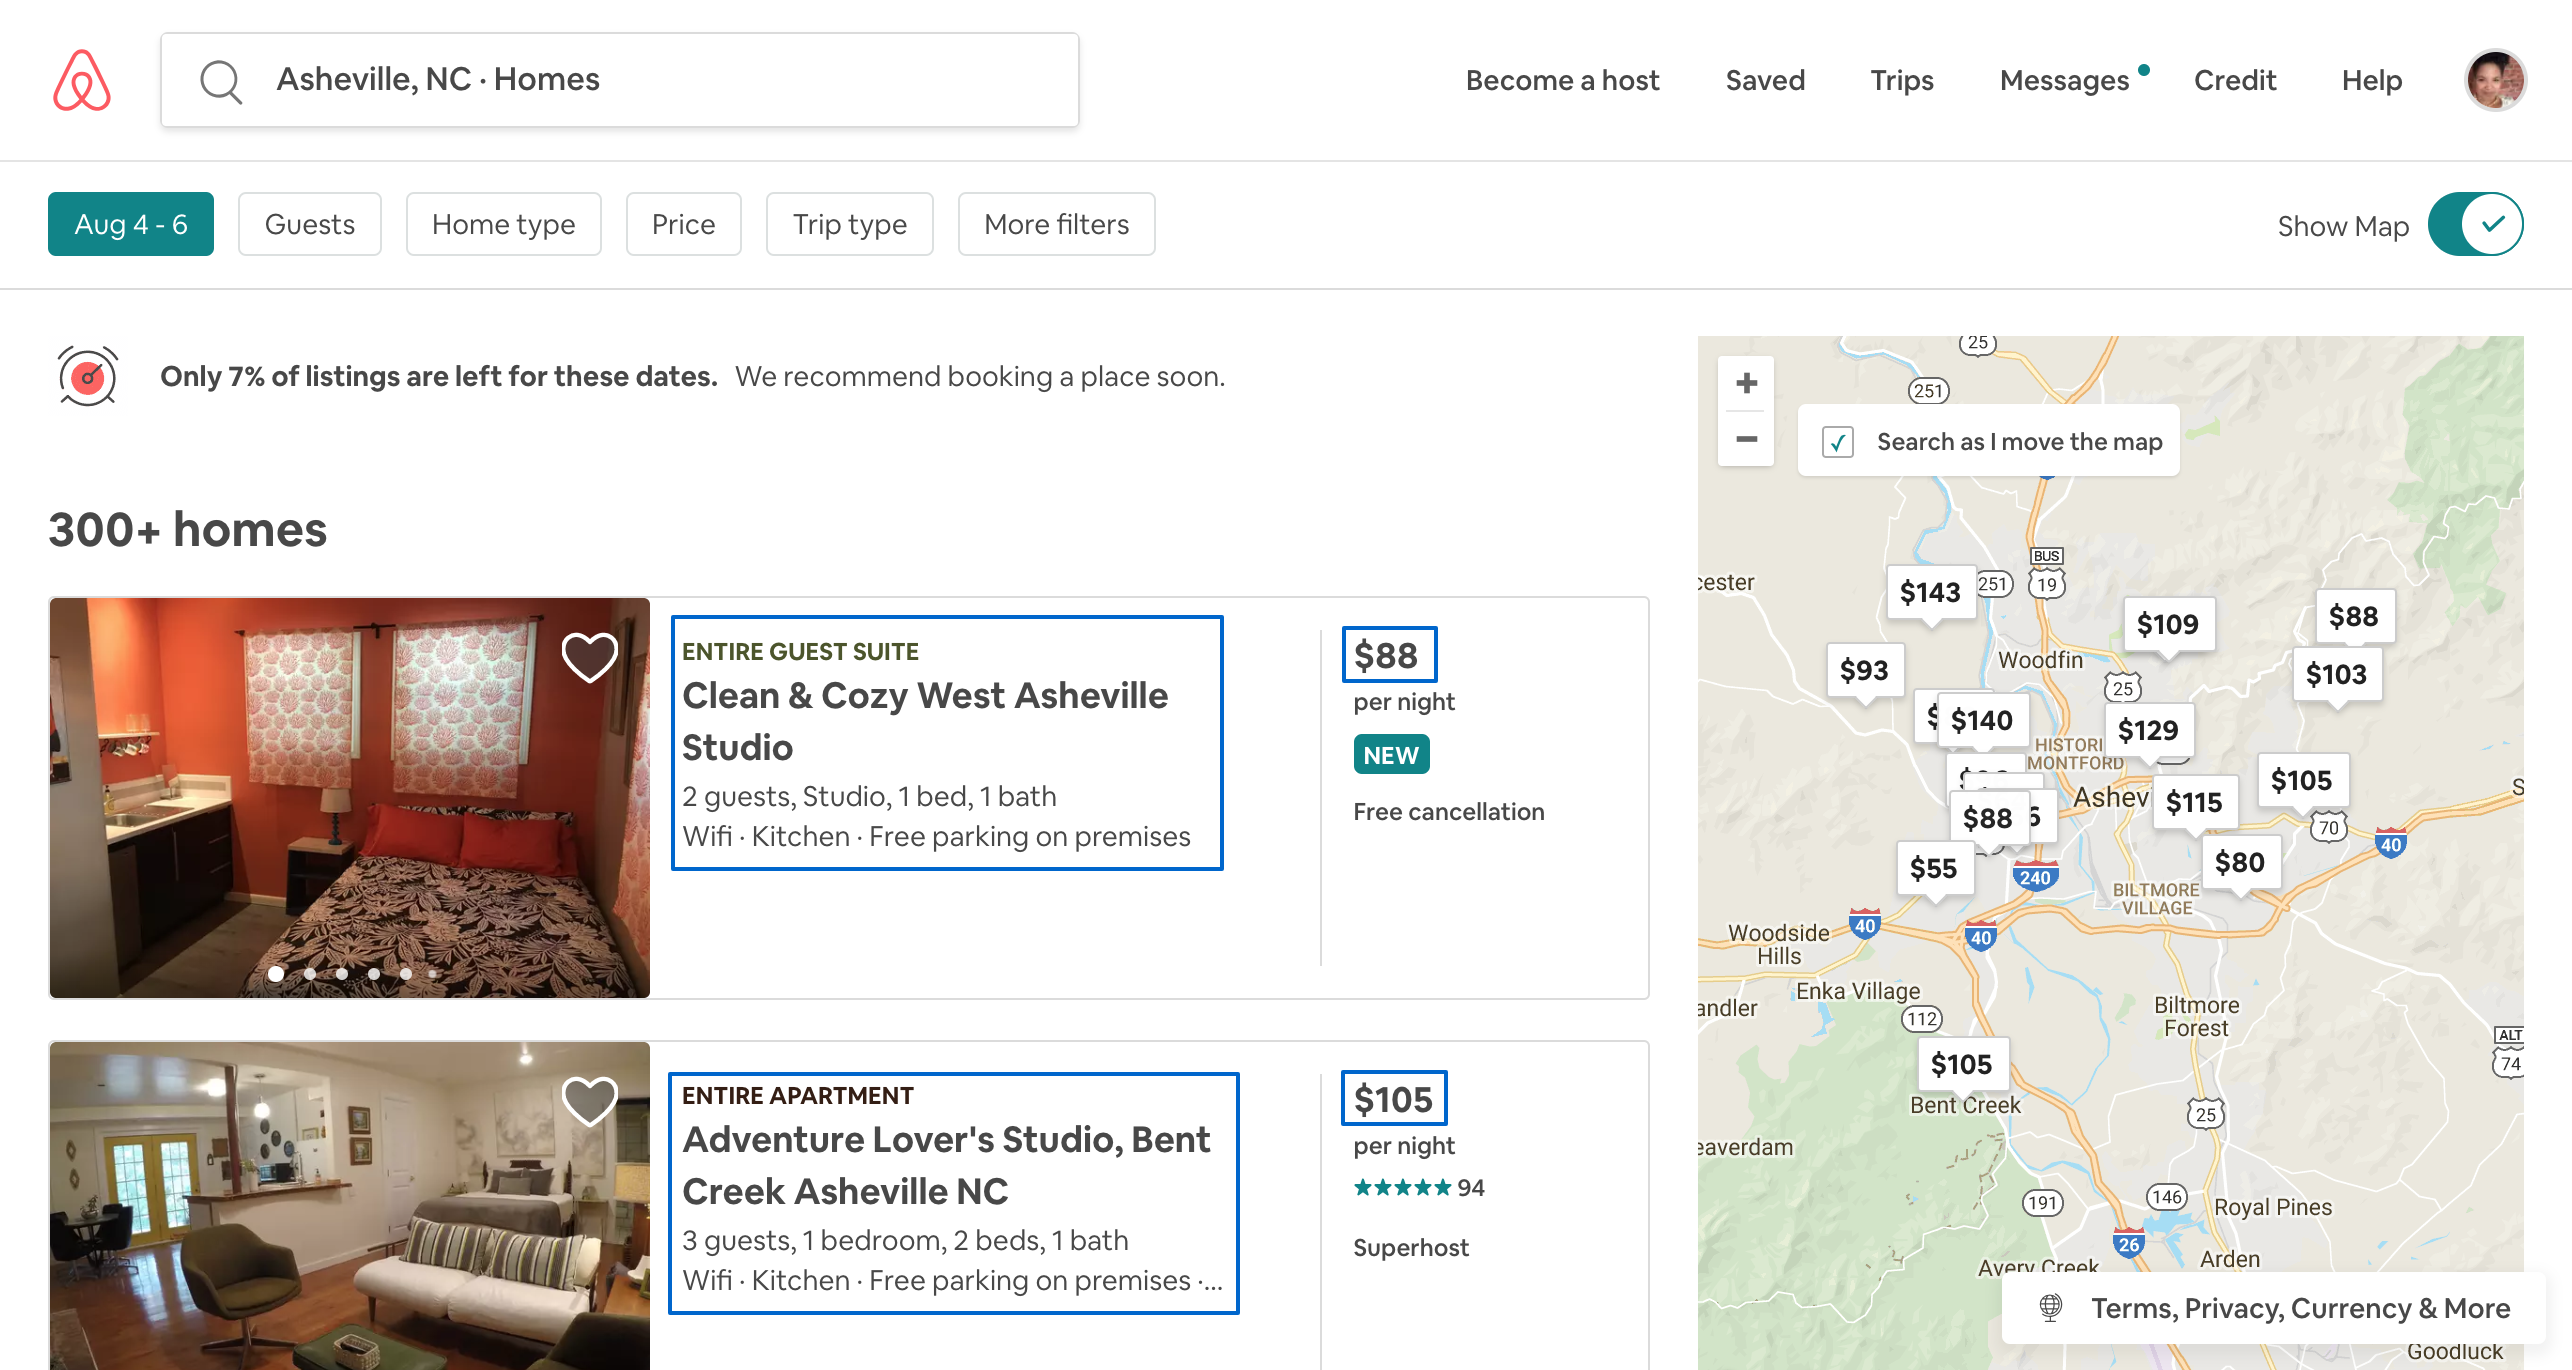 Asheville, NC · Homes
Become a host
Saved
Trips
Messages
Credit
Help
Aug 4 - 6
Guests
Home type
Price
Trip type
More filters
Show Map
Only 7% of listings are left for these dates. We recommend booking a place soon.
300+ homes
ENTIRE GUEST SUITE
Clean & Cozy West Asheville
Studio
2 guests, Studio, 1 bed, 1 bath
Wifi · Kitchen · Free parking on premises
$88
per night
NEW
Free cancellation
ENTIRE APARTMENT
Adventure Lover's Studio, Bent
Creek Asheville NC
3 guests, 1 bedroom, 2 beds, 1 bath
Wifi · Kitchen · Free parking on premises ·...
$105
per night
94
Superhost
25
251
Search as I move the map
BUS
19
cester
$143
251
$109
$88
Woodfin
$93
$103
25
$
$140
$129
HISTORI
MONTFORD
$105
Ashev
$115
S
$88
6
70
40
$55
240
$80
BILTMORE
VILLAGE
40
40
Woodside
Hills
Enka Village
andler
112
Biltmore
Forest
ALT
74
$105
Bent Creek
25
eaverdam
191
146
Royal Pines
26
Arden
Avery Creek
Terms, Privacy, Currency & More
Goodluck